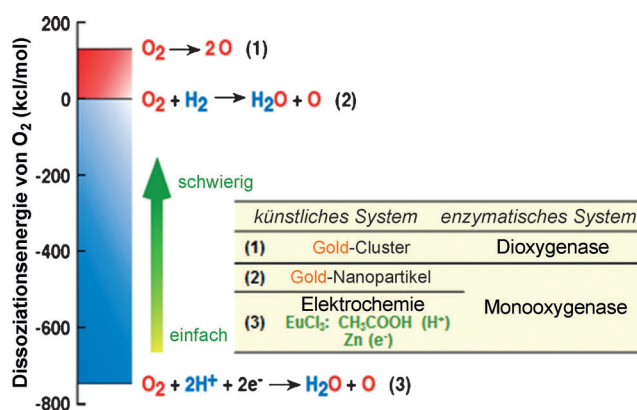 Dissoziationsenergie von O₂ (kcl/mol)
200
0
-200
-400
-600
-800
O₂ → 2 O (1)
O₂ + H₂ → H₂O + O (2)
schwierig
einfach
künstliches System enzymatisches System
(1) Gold-Cluster Dioxygenase
(2) Gold-Nanopartikel
Monooxygenase
(3) Elektrochemie
EuCl₃: CH₃COOH (H⁺)
Zn (e⁻)
O₂ + 2H⁺ + 2e⁻ → H₂O + O (3)